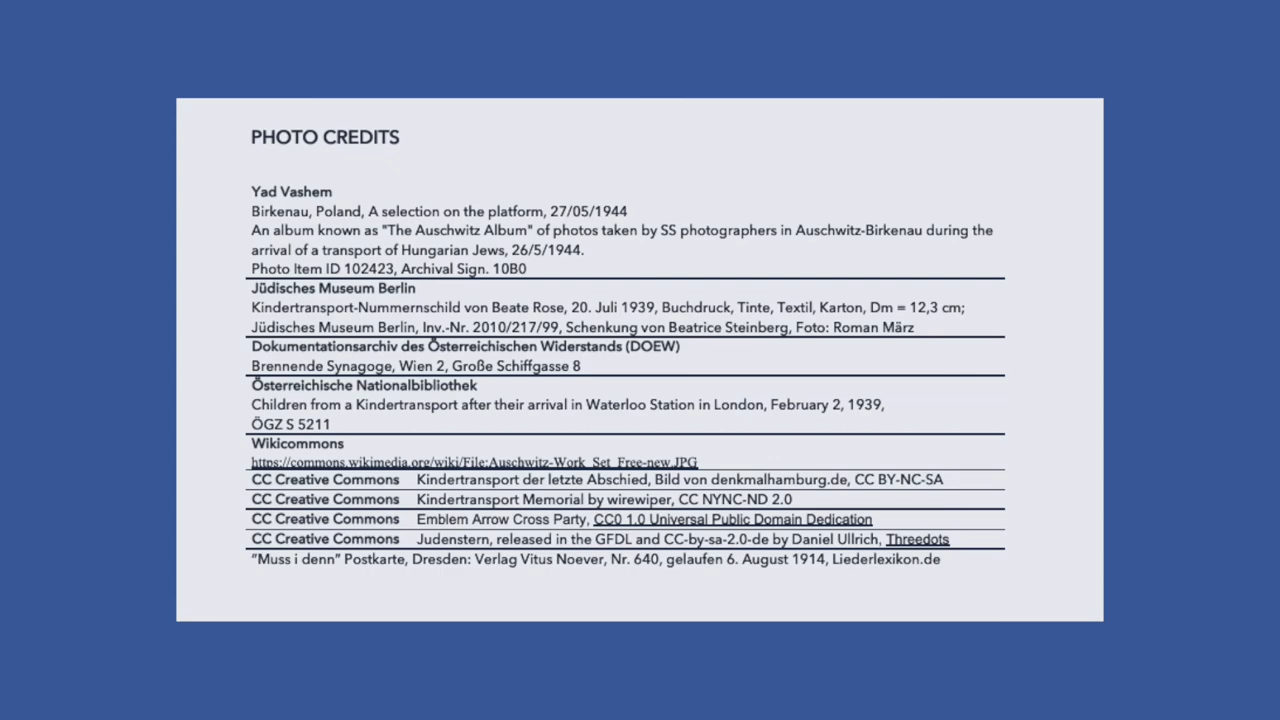 PHOTO CREDITS
Yad Vashem
Birkenau, Poland, A selection on the platform, 27/05/1944
An album known as "The Auschwitz Album" of photos taken by SS photographers in Auschwitz-Birkenau during the
arrival of a transport of Hungarian Jews, 26/5/1944.
Photo Item ID 102423, Archival Sign. 10B0
Jüdisches Museum Berlin
Kindertransport-Nummernschild von Beate Rose, 20. Juli 1939, Buchdruck, Tinte, Textil, Karton, Dm = 12,3 cm;
Jüdisches Museum Berlin, Inv.-Nr. 2010/217/99, Schenkung von Beatrice Steinberg, Foto: Roman März
Dokumentationsarchiv des Österreichischen Widerstands (DOEW)
Brennende Synagoge, Wien 2, Große Schiffgasse 8
Österreichische Nationalbibliothek
Children from a Kindertransport after their arrival in Waterloo Station in London, February 2, 1939,
ÖGZ S 5211
Wikicommons
https://commons.wikimedia.org/wiki/File:Auschwitz-Work_Set_Free-new.JPG
CC Creative Commons Kindertransport der letzte Abschied, Bild von denkmalhamburg.de, CC BY-NC-SA
CC Creative Commons Kindertransport Memorial by wirewiper, CC NYNC-ND 2.0
CC Creative Commons Emblem Arrow Cross Party, CC0 1.0 Universal Public Domain Dedication
CC Creative Commons Judenstern, released in the GFDL and CC-by-sa-2.0-de by Daniel Ullrich, Threedots
"Muss i denn" Postkarte, Dresden: Verlag Vitus Noever, Nr. 640, gelaufen 6. August 1914, Liederlexikon.de